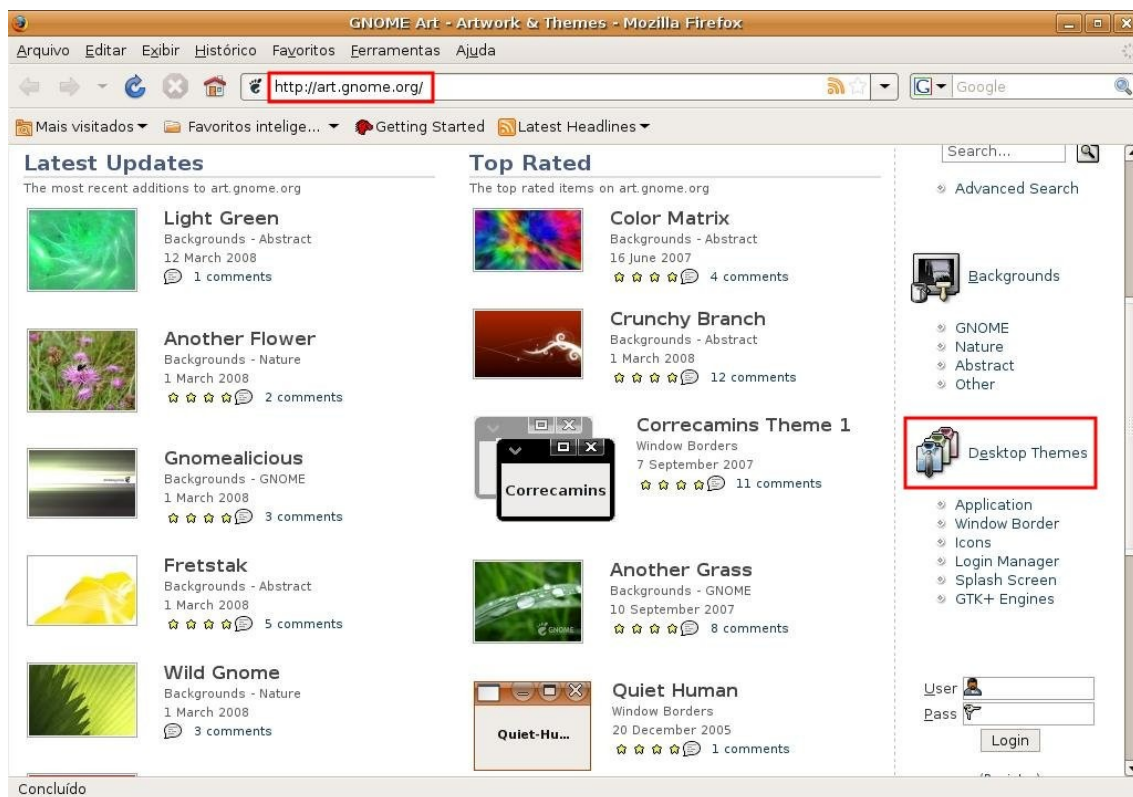 GNOME Art - Artwork & Themes - Mozilla Firefox
Arquivo Editar Exibir Histórico Favoritos Ferramentas Ajuda
http://art.gnome.org/
G
Google
Mais visitados
Favoritos intelige...
Getting Started
Latest Headlines
Latest Updates
The most recent additions to art.gnome.org
Light Green
Backgrounds - Abstract
12 March 2008
1 comments
Another Flower
Backgrounds - Nature
1 March 2008
2 comments
Gnomealicious
Backgrounds - GNOME
1 March 2008
3 comments
Fretstak
Backgrounds - Abstract
1 March 2008
5 comments
Wild Gnome
Backgrounds - Nature
1 March 2008
3 comments
Top Rated
The top rated items on art.gnome.org
Color Matrix
Backgrounds - Abstract
16 June 2007
4 comments
Crunchy Branch
Backgrounds - Abstract
1 March 2008
12 comments
Correcamins
Correcamins Theme 1
Window Borders
7 September 2007
11 comments
GNOME
Another Grass
Backgrounds - GNOME
10 September 2007
8 comments
Quiet-Hu...
Quiet Human
Window Borders
20 December 2005
1 comments
Search...
Advanced Search
Backgrounds
GNOME
Nature
Abstract
Other
Desktop Themes
Application
Window Border
Icons
Login Manager
Splash Screen
GTK+ Engines
User
Pass
Login
Concluído